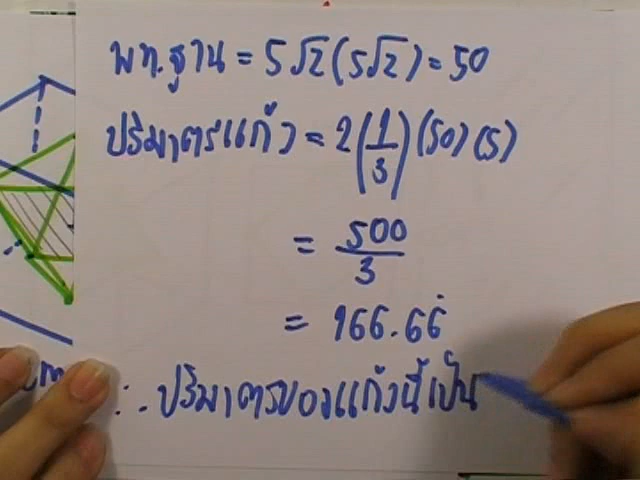 พท.ฐาน = 5√2(5√2) = 50
ปริมาตรแก้ว = 2(1/3)(50)(5)
= 500/3
= 166.66̇
cm
∴ ปริมาตรของแก้วนี้เป็น